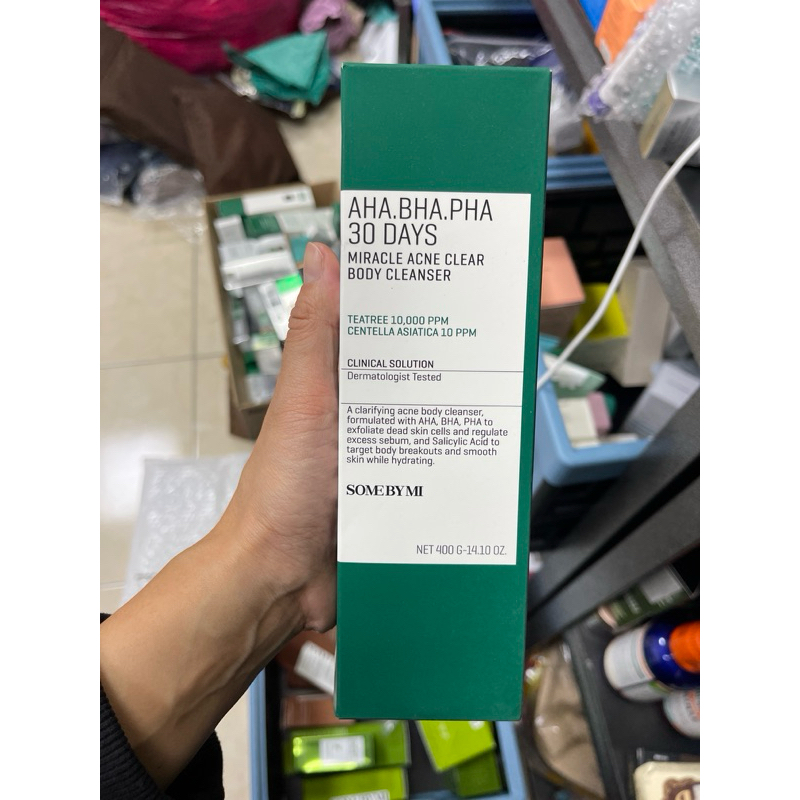 AHA.BHA.PHA
30 DAYS
MIRACLE ACNE CLEAR
BODY CLEANSER
TEATREE 10,000 PPM
CENTELLA ASIATICA 10 PPM
CLINICAL SOLUTION
Dermatologist Tested
A clarifying acne body cleanser,
formulated with AHA, BHA, PHA to
exfoliate dead skin cells and regulate
excess sebum, and Salicylic Acid to
target body breakouts and smooth
skin while hydrating.
SOMEBYMI
NET 400 G-14.10 OZ.